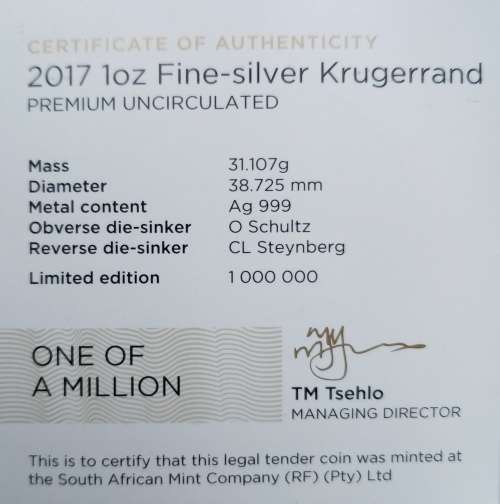 CERTIFICATE OF AUTHENTICITY
2017 1oz Fine-silver Krugerrand
PREMIUM UNCIRCULATED
Mass 31.107g
Diameter 38.725 mm
Metal content Ag 999
Obverse die-sinker O Schultz
Reverse die-sinker CL Steynberg
Limited edition 1 000 000
ONE OF
A MILLION
TM Tsehlo
MANAGING DIRECTOR
This is to certify that this legal tender coin was minted at
the South African Mint Company (RF) (Pty) Ltd